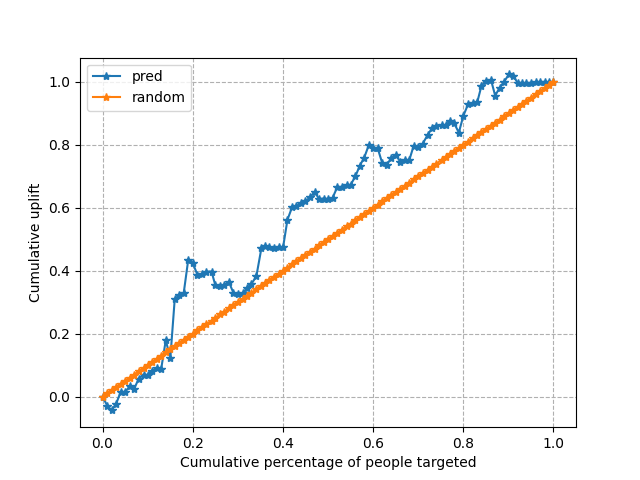 pred
random
1.0
0.8
0.6
0.4
0.2
0.0
Cumulative uplift
0.0 0.2 0.4 0.6 0.8 1.0
Cumulative percentage of people targeted